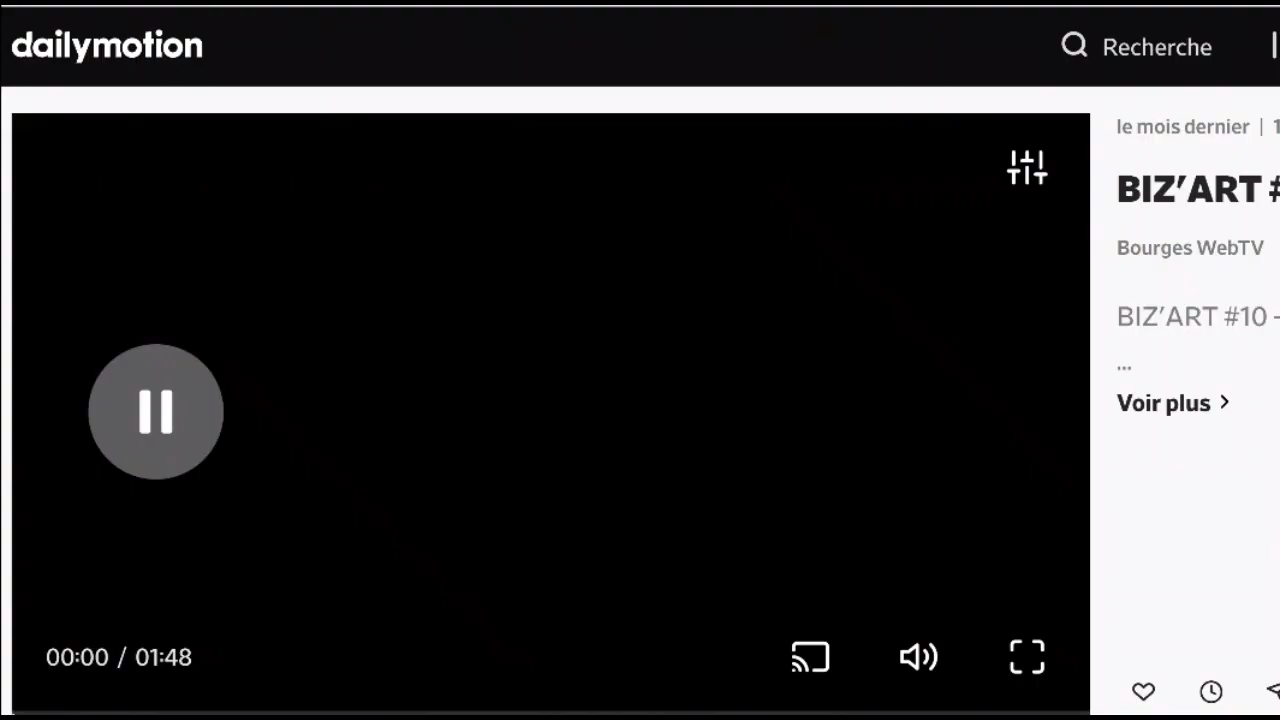 dailymotion
Recherche
le mois dernier |
BIZ’ART #
Bourges WebTV
BIZ’ART #10 -
...
Voir plus >
00:00 / 01:48